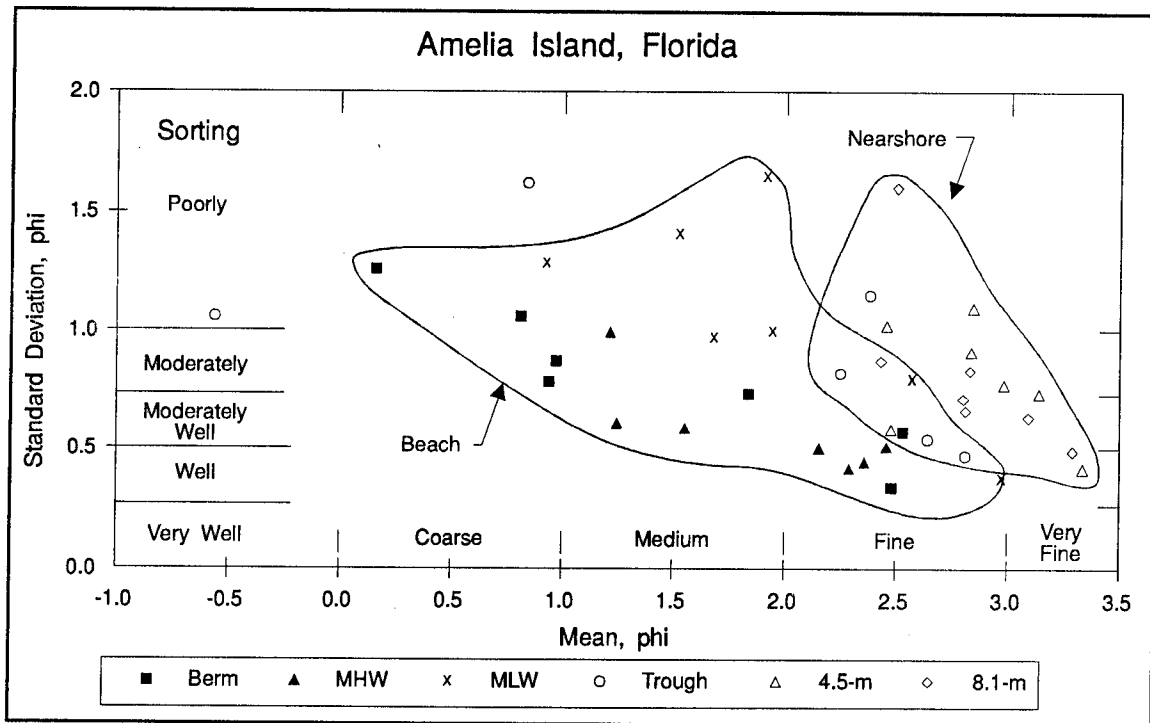 Amelia Island, Florida
Standard Deviation, phi
2.0
1.5
1.0
0.5
0.0
Sorting
Poorly
Moderately
Moderately
Well
Well
Very Well
Nearshore
Beach
Coarse
Medium
Fine
Very
Fine
-1.0 -0.5 0.0 0.5 1.0 1.5 2.0 2.5 3.0 3.5
Mean, phi
Berm MHW MLW Trough 4.5-m 8.1-m